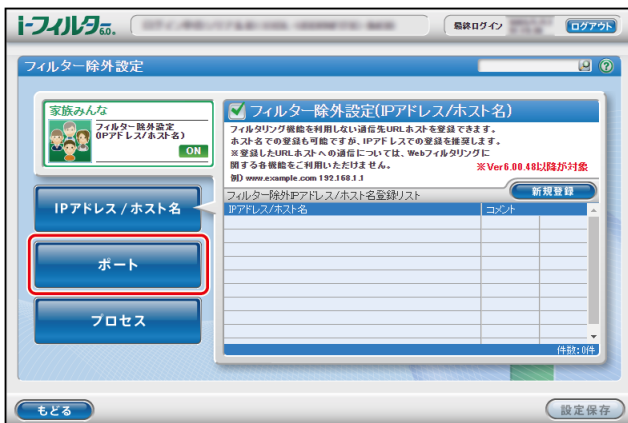 i-フィルター6.0.
最終ログイン
ログアウト
フィルター除外設定
?
家族みんな
フィルター除外設定
(IPアドレス/ホスト名)
ON
フィルター除外設定(IPアドレス/ホスト名)
フィルタリング機能を利用しない通信先URLホストを登録できます。
ホスト名での登録も可能ですが、IPアドレスでの登録を推奨します。
※登録したURLホストへの通信については、Webフィルタリングに
関する各機能をご利用いただけません。
※Ver6.00.48以降が対象
例) www.example.com 192.168.1.1
フィルター除外IPアドレス/ホスト名登録リスト
新規登録
IPアドレス/ホスト名
コメント
件数:0件
IPアドレス / ホスト名
ポート
プロセス
もどる
設定保存